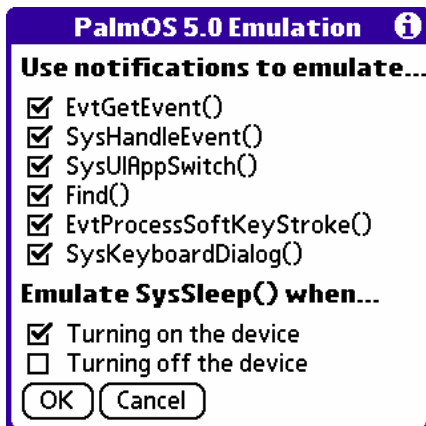 PalmOS 5.0 Emulation i
Use notifications to emulate...
EvtGetEvent()
SysHandleEvent()
SysUIAppSwitch()
Find()
EvtProcessSoftKeyStroke()
SysKeyboardDialog()
Emulate SysSleep() when...
Turning on the device
Turning off the device
OK Cancel